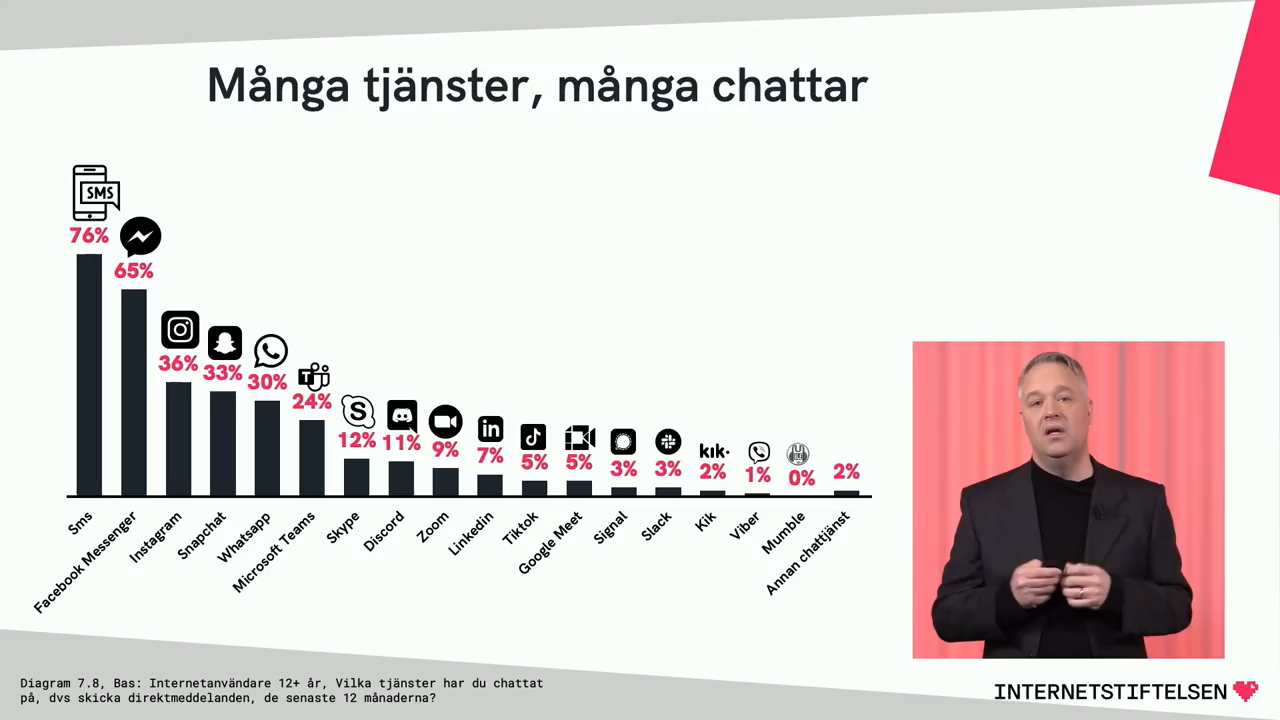 Många tjänster, många chattar
SMS
76%
65%
36%
33%
30%
T
24%
S
12%
11%
9%
in
7%
5%
5%
3%
3%
kik.
2%
1%
0%
2%
Sms
Facebook Messenger
Instagram
Snapchat
Whatsapp
Microsoft Teams
Skype
Discord
Zoom
Linkedin
Tiktok
Google Meet
Signal
Slack
Kik
Viber
Mumble
Annan chattjänst
Diagram 7.8, Bas: Internetanvändare 12+ år, Vilka tjänster har du chattat
på, dvs skicka direktmeddelanden, de senaste 12 månaderna?
INTERNETSTIFTELSEN